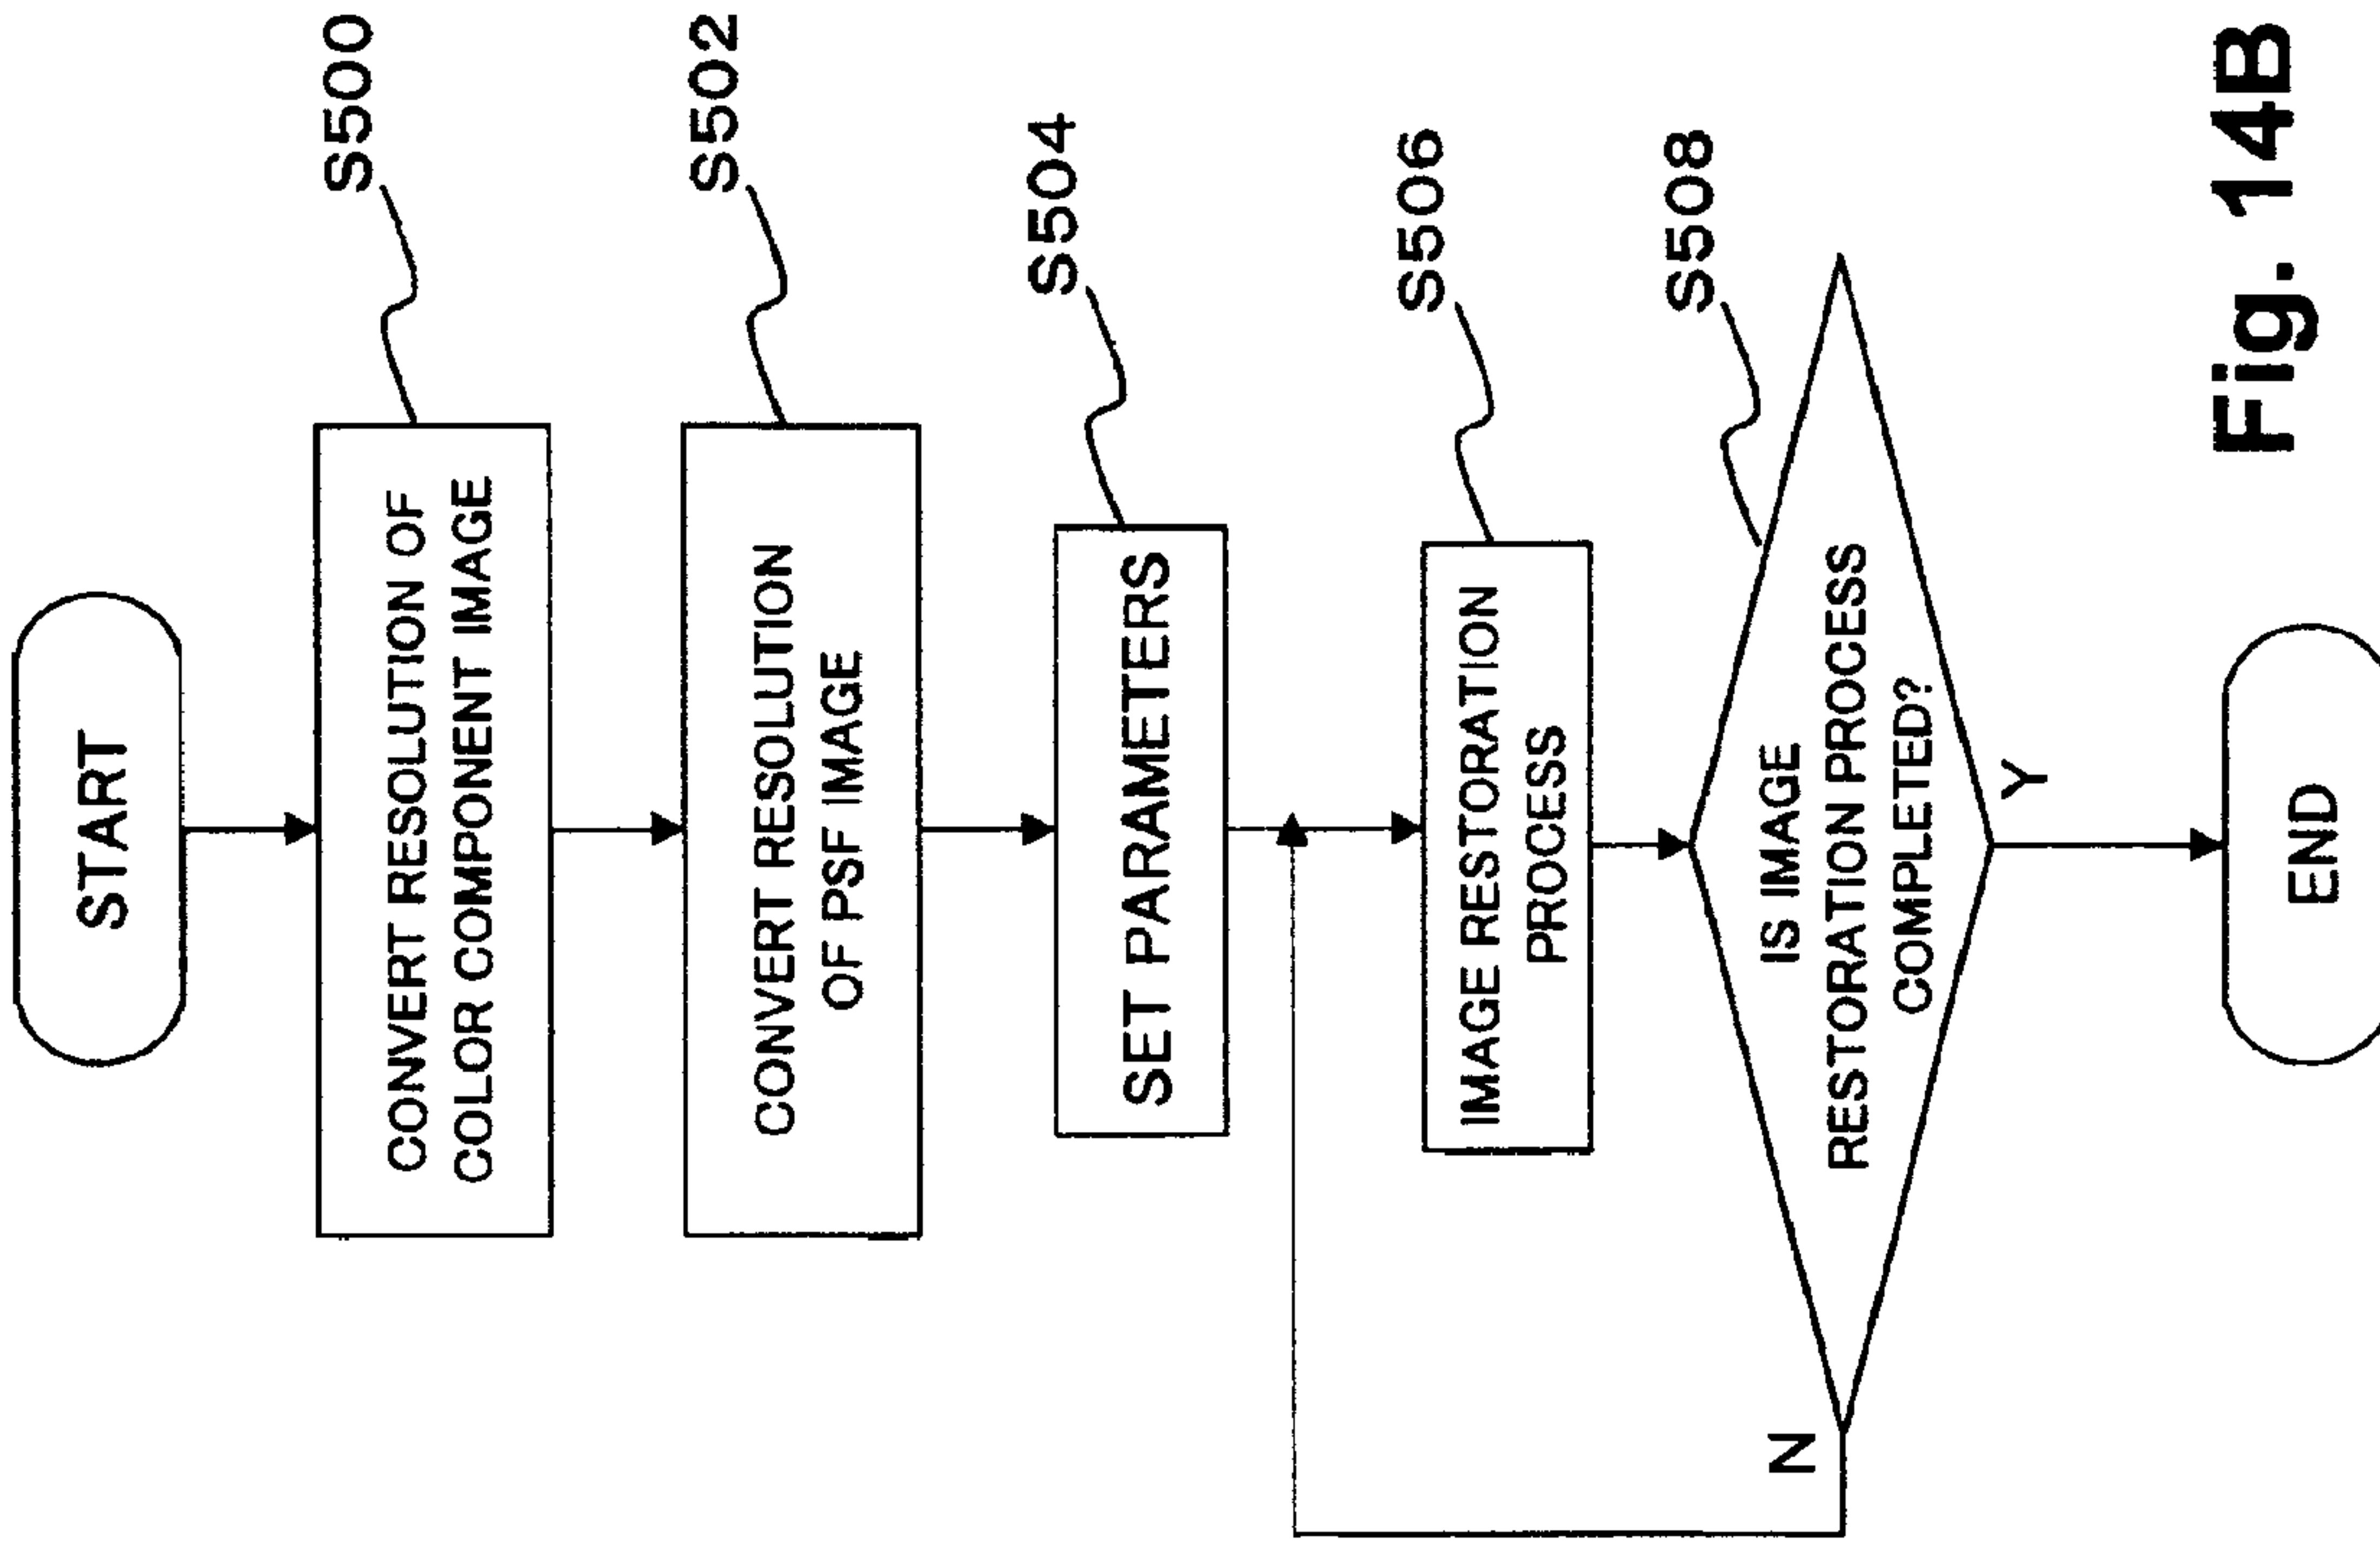 START
S500
CONVERT RESOLUTION OF
COLOR COMPONENT IMAGE
S502
CONVERT RESOLUTION
OF PSF IMAGE
S504
SET PARAMETERS
S506
IMAGE RESTORATION
PROCESS
S508
IS IMAGE
RESTORATION PROCESS
COMPLETED?
N
Y
END
Fig. 14B